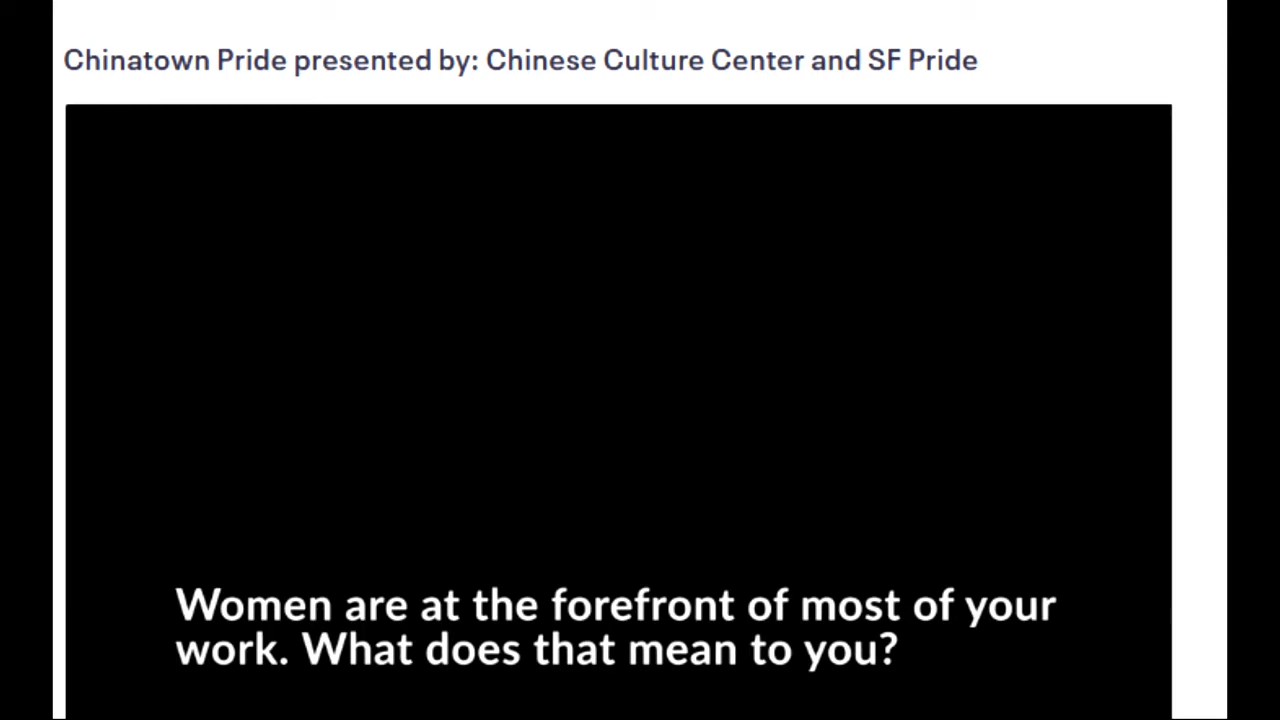 Chinatown Pride presented by: Chinese Culture Center and SF Pride
Women are at the forefront of most of your
work. What does that mean to you?